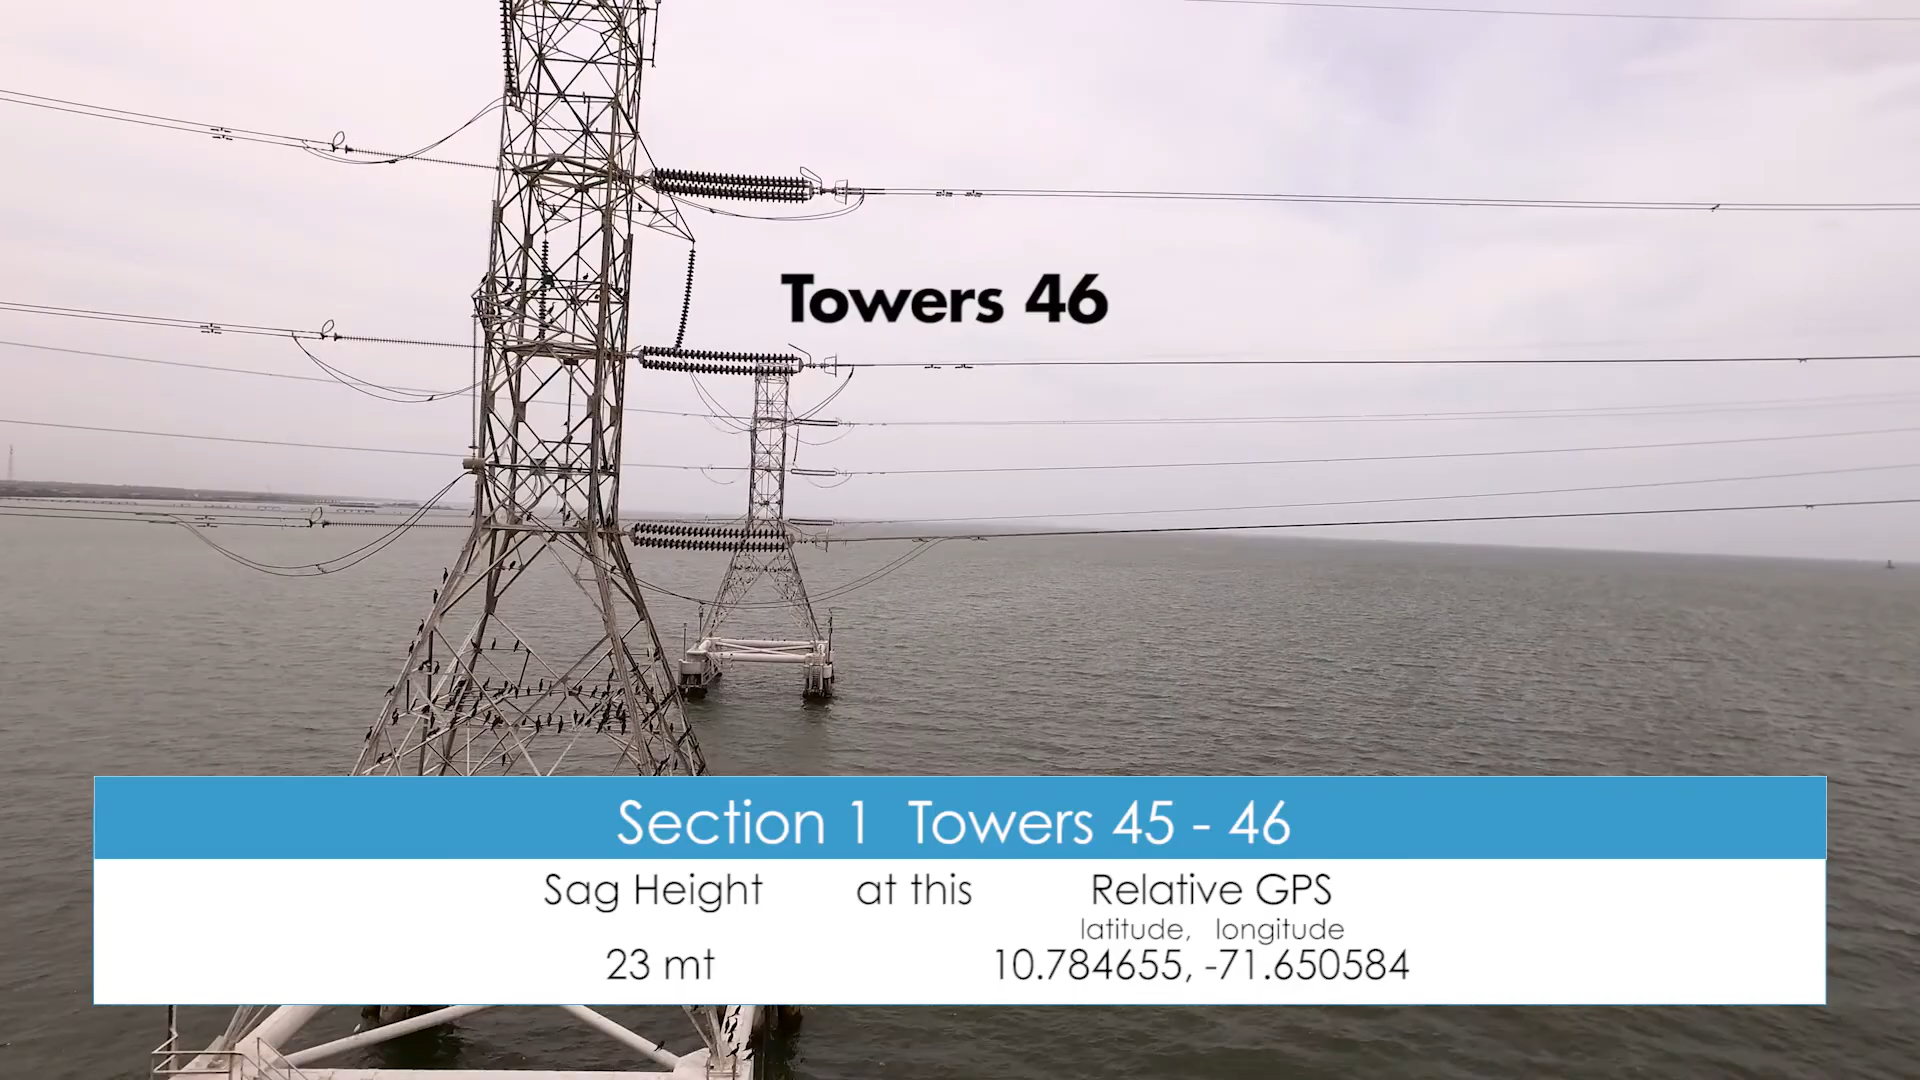 Towers 46
Section 1 Towers 45 - 46
Sag Height at this Relative GPS
latitude, longitude
23 mt 10.784655, -71.650584